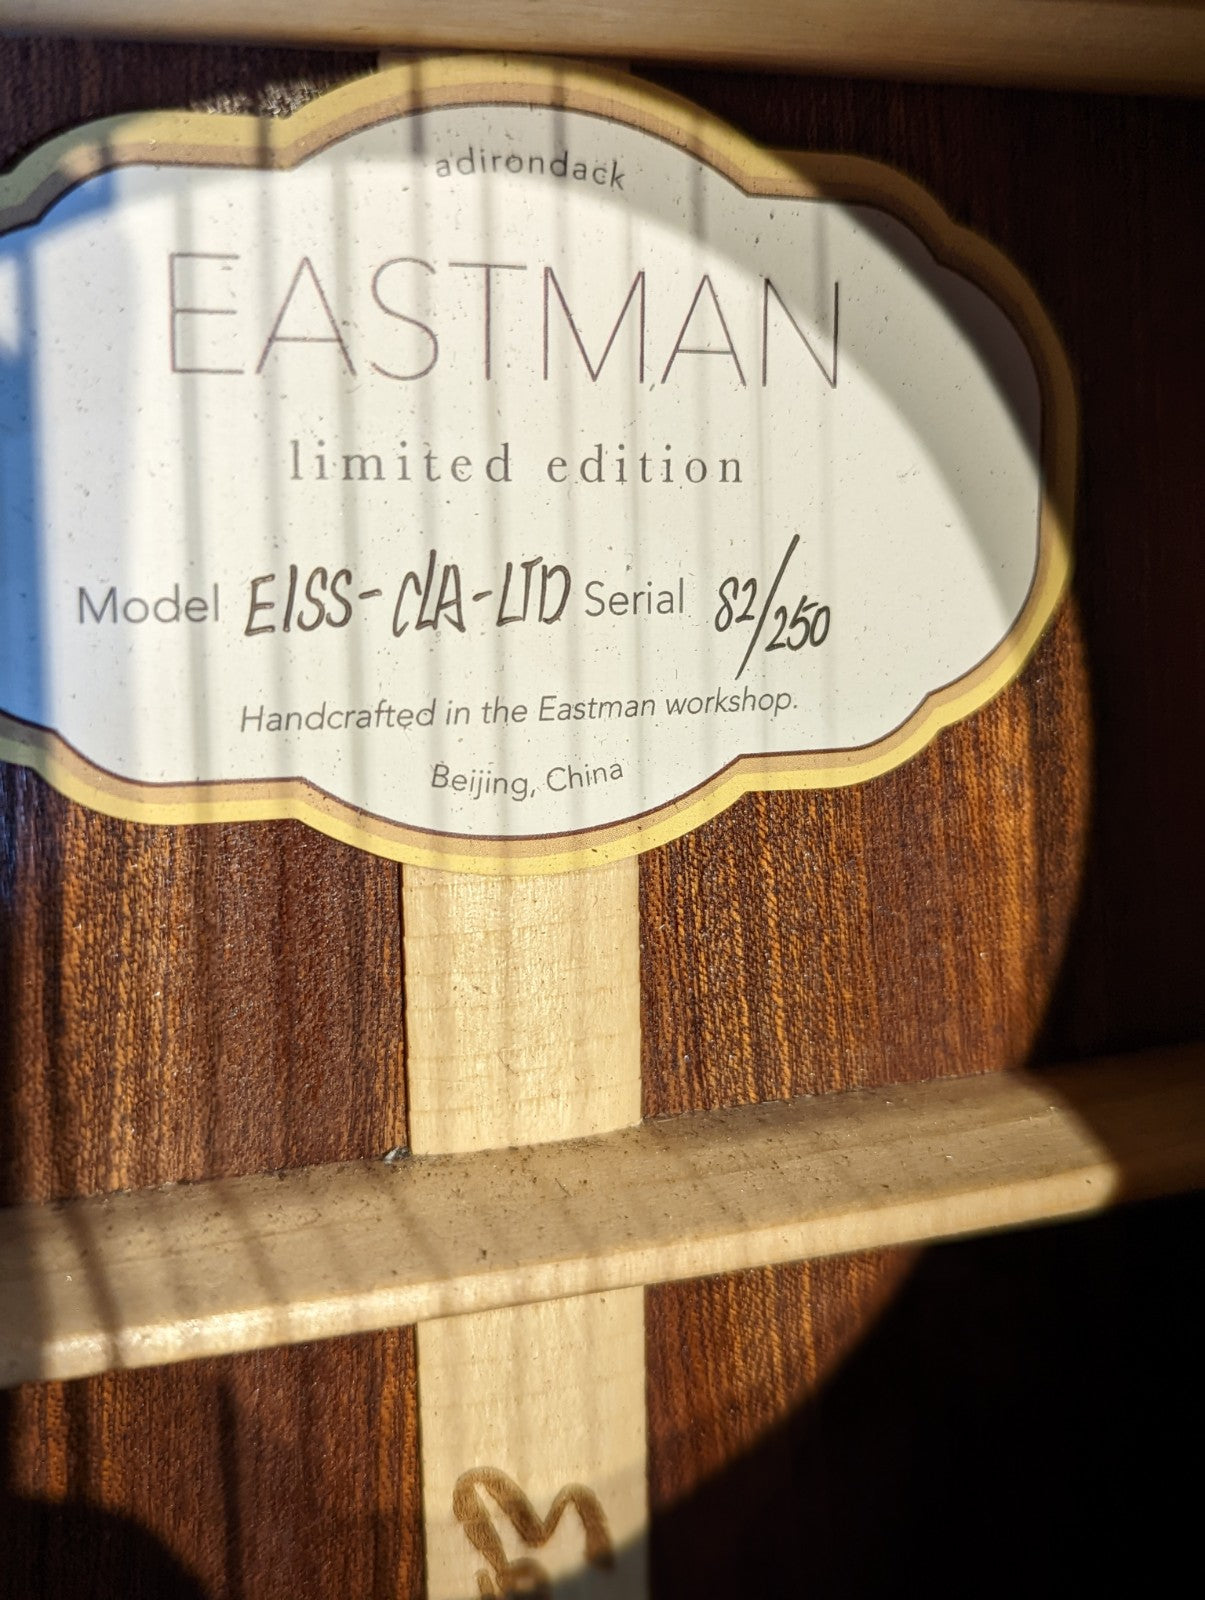 adirondack
EASTMAN
limited edition
Model E1SS-CLA-LTD Serial 82/250
Handcrafted in the Eastman workshop.
Beijing, China